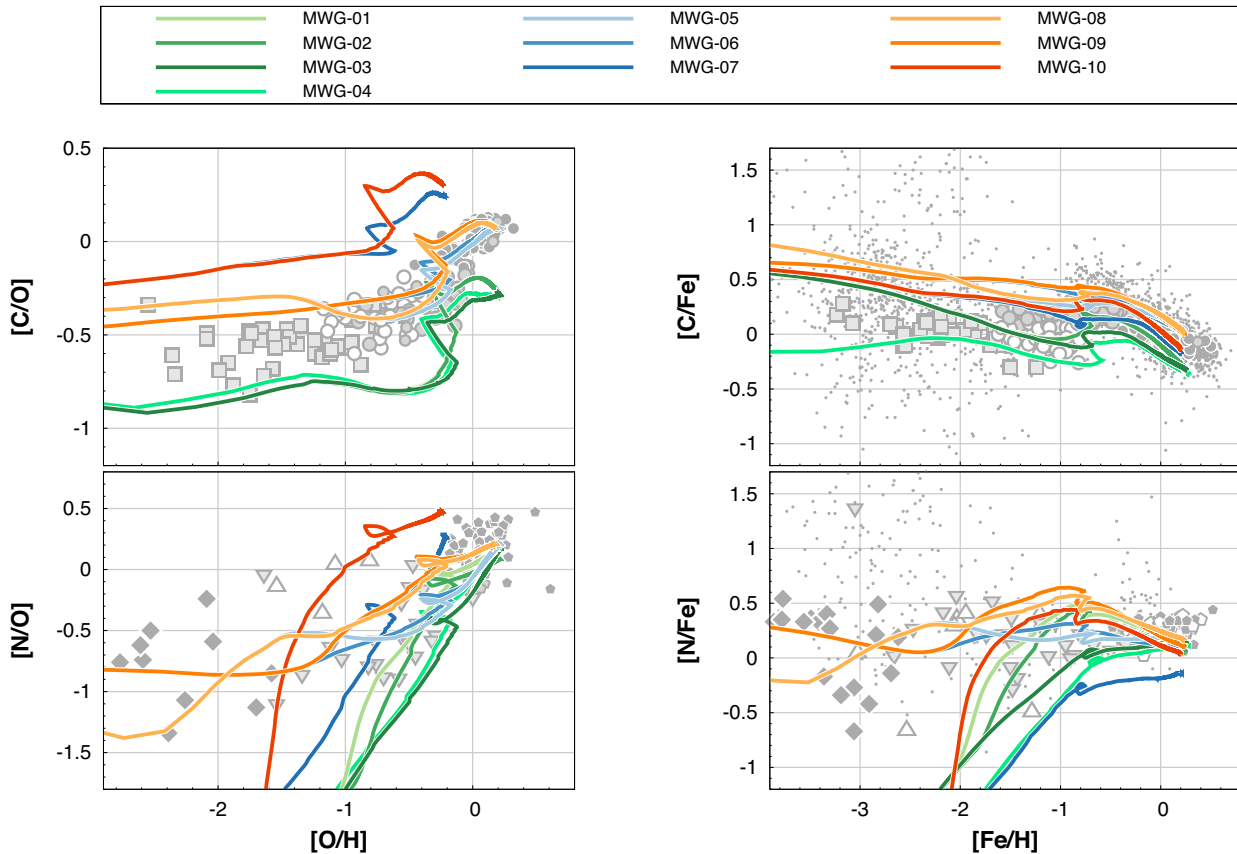 MWG-01 MWG-05 MWG-08
MWG-02 MWG-06 MWG-09
MWG-03 MWG-07 MWG-10
MWG-04
[C/O]
0.5
0
-0.5
-1
[C/Fe]
1.5
1
0.5
0
-0.5
-1
[N/O]
0.5
0
-0.5
-1
-1.5
[N/Fe]
1.5
1
0.5
0
-0.5
-1
-2 -1 0
[O/H]
-3 -2 -1 0
[Fe/H]